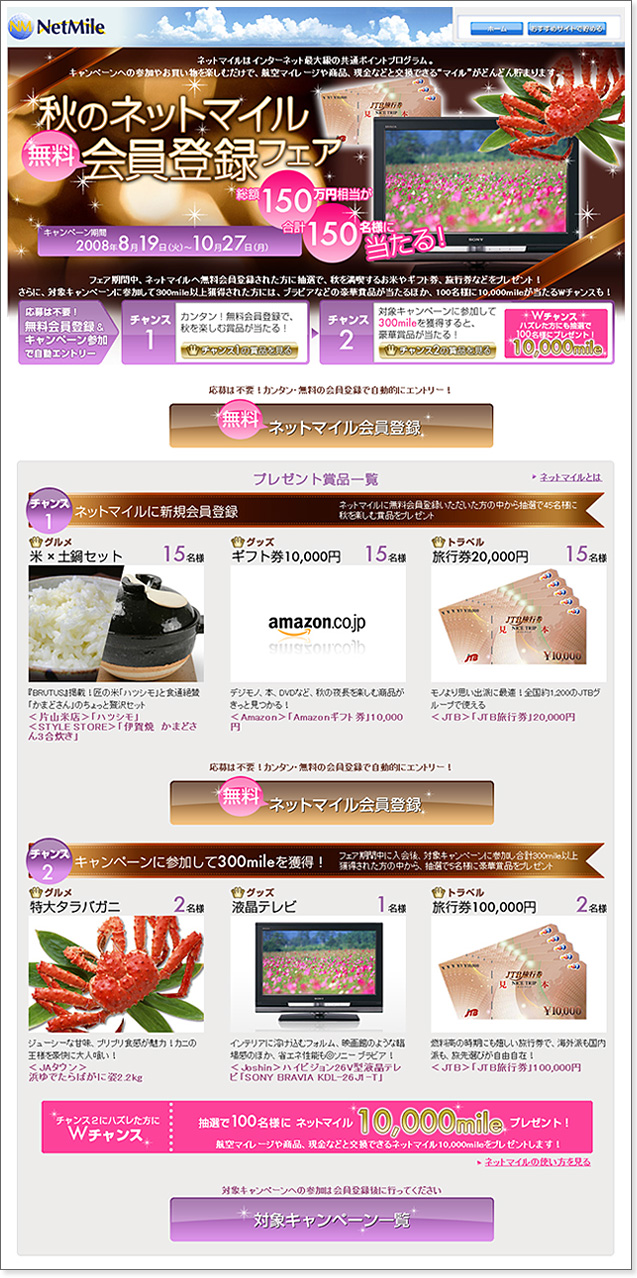 NM NetMile
ホーム
おすすめサイトで貯める
ネットマイルはインターネット最大級の共通ポイントプログラム。
キャンペーンへの参加やお買い物を楽しむだけで、航空マイレージや商品、現金などと交換できる“マイル”がどんどん貯まります。
秋のネットマイル
無料
会員登録フェア
JTB旅行券
見本
SONY
総額150万円相当が
合計150名様に
当たる!
キャンペーン期間
2008年8月19日(火)〜10月27日(月)
フェア期間中、ネットマイルへ無料会員登録された方に抽選で、秋を満喫するお米やギフト券、旅行券などをプレゼント!
さらに、対象キャンペーンに参加して300mile以上獲得された方には、ブラビアなどの豪華賞品が当たるほか、100名様に10,000mileが当たるWチャンスも!
応募は不要!
無料会員登録&
キャンペーン参加
で自動エントリー
チャンス
1
カンタン!無料会員登録で、
秋を楽しむ賞品が当たる!
チャンス1の賞品を見る
チャンス
2
対象キャンペーンに参加して
300mileを獲得すると、
豪華賞品が当たる!
チャンス2の賞品を見る
Wチャンス
ハズレた方にも抽選で
100名様にプレゼント!
10,000mile
応募は不要!カンタン・無料の会員登録で自動的にエントリー!
無料
ネットマイル会員登録
プレゼント賞品一覧
ネットマイルとは
チャンス
1
ネットマイルに新規会員登録
ネットマイルに無料会員登録いただいた方の中から抽選で45名様に
秋を楽しむ賞品をプレゼント
グルメ
米×土鍋セット 15名様
グッズ
ギフト券10,000円 15名様
トラベル
旅行券20,000円 15名様
amazon.co.jp
JTB旅行券
NICE TRIP
見本
JTB
¥10,000
『BRUTUS』掲載!匠の米「ハツシモ」と食通絶賛
「かまどさん」のちょっと贅沢セット
<片山米店>「ハツシモ」
<STYLE STORE>「伊賀焼 かまどさ
ん3合炊き」
デジモノ、本、DVDなど、秋の夜長を楽しむ商品が
きっと見つかる!
<Amazon>「Amazonギフト券」10,000
円
モノより思い出派に最適!全国約1,200のJTBグ
ループで使える
<JTB>「JTB旅行券」20,000円
応募は不要!カンタン・無料の会員登録で自動的にエントリー!
無料
ネットマイル会員登録
チャンス
2
キャンペーンに参加して300mileを獲得!
フェア期間中に入会後、対象キャンペーンに参加し合計300mile以上
獲得された方の中から、抽選で5名様に豪華賞品をプレゼント
グルメ
特大タラバガニ 2名様
グッズ
液晶テレビ 1名様
トラベル
旅行券100,000円 2名様
JTB旅行券
NICE TRIP
見本
JTB
¥10,000
ジューシーな甘味、プリプリ食感が魅力!カニの
王様を豪快に大人喰い!
<JAタウン>
浜ゆでたらばがに姿2.2kg
インテリアに溶け込むフォルム、映画館のような臨
場感のほか、省エネ性能も◎ソニー ブラビア!
<Joshin>ハイビジョン26V型液晶テレ
ビ「SONY BRAVIA KDL-26J1-T」
燃料高の時期にも嬉しい旅行券で、海外派も国内
派も、旅先選びが自由自在!
<JTB>「JTB旅行券」100,000円
チャンス2にハズレた方に
Wチャンス
抽選で100名様に ネットマイル 10,000mile プレゼント!
航空マイレージや商品、現金などと交換できるネットマイル10,000mileをプレゼントします!
ネットマイルの使い方を見る
対象キャンペーンへの参加は会員登録後に行ってください
対象キャンペーン一覧